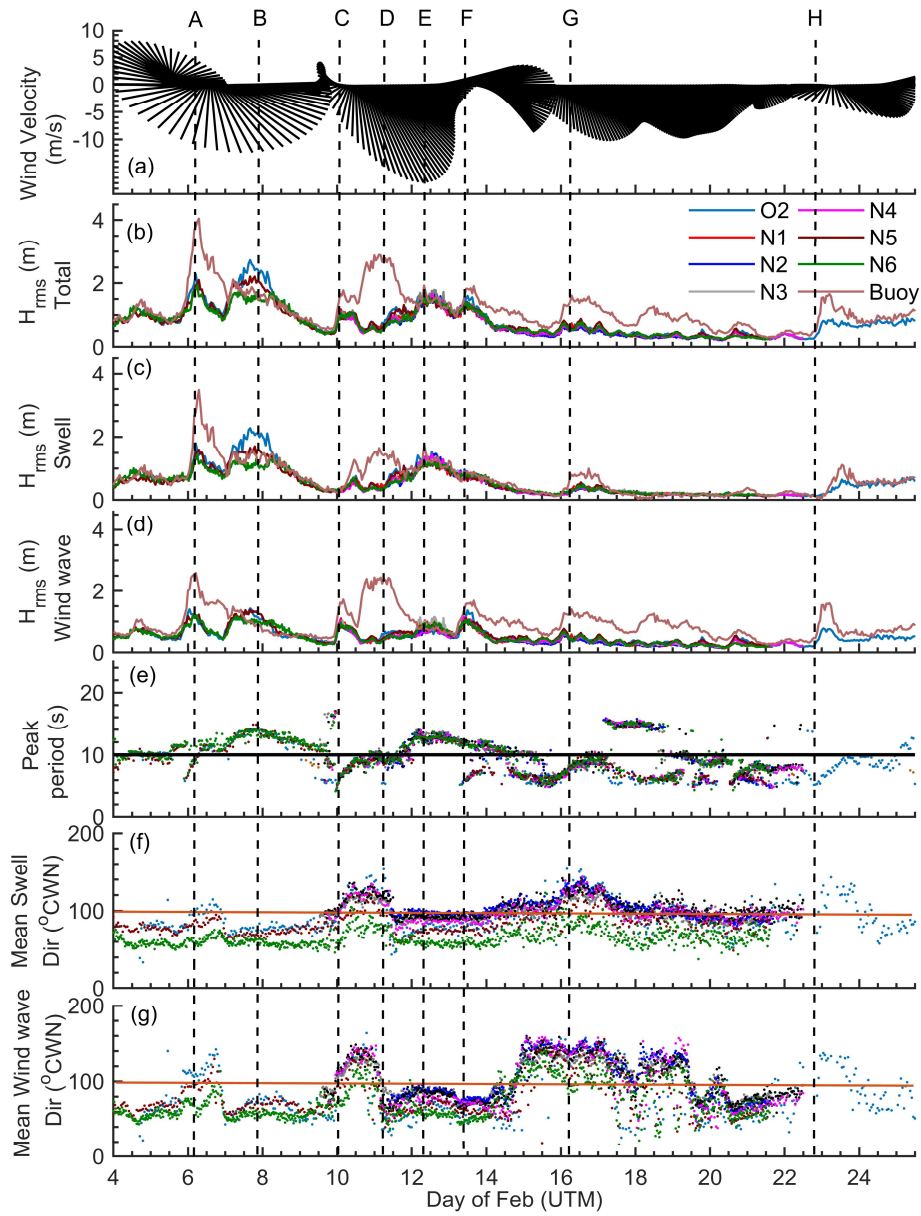 A B C D E F G H
10
5
0
-5
-10
Wind Velocity
(m/s)
(a)
4
2
0
H_rms (m)
Total
(b)
O2 N4
N1 N5
N2 N6
N3 Buoy
4
2
0
H_rms (m)
Swell
(c)
4
2
0
H_rms (m)
Wind wave
(d)
20
10
0
Peak
period (s)
(e)
200
100
0
Mean Swell
Dir (°CWN)
(f)
200
100
0
Mean Wind wave
Dir (°CWN)
(g)
4 6 8 10 12 14 16 18 20 22 24
Day of Feb (UTM)